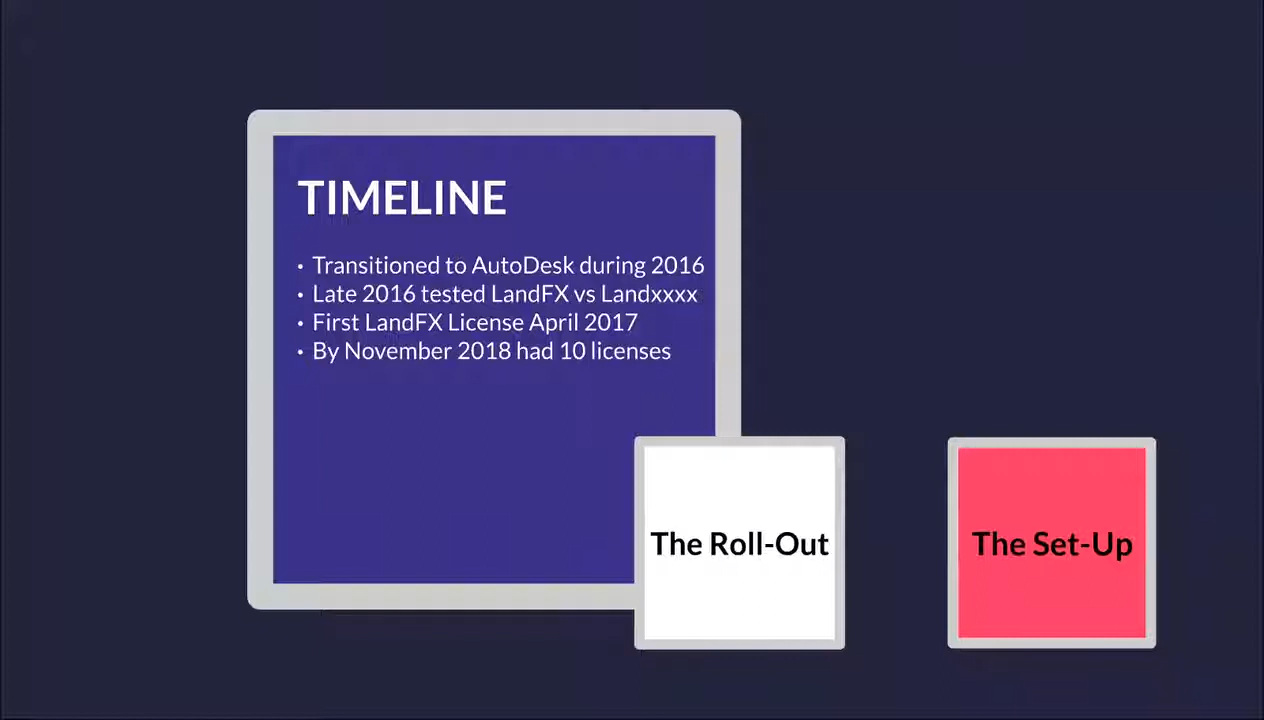 TIMELINE
• Transitioned to AutoDesk during 2016
• Late 2016 tested LandFX vs Landxxxx
• First LandFX License April 2017
• By November 2018 had 10 licenses
The Roll-Out
The Set-Up